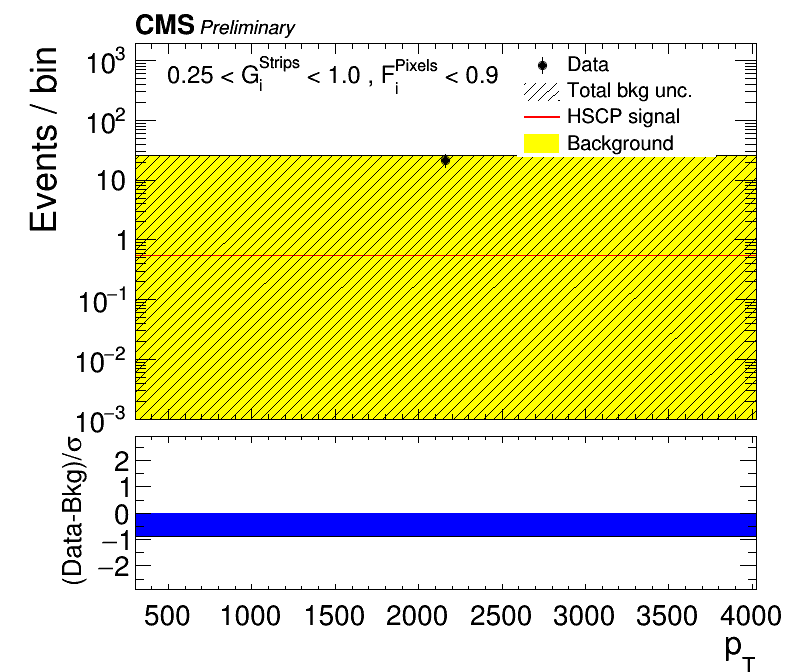 CMS Preliminary
0.25 < G_i^Strips < 1.0 , F_i^Pixels < 0.9
Data
Total bkg unc.
HSCP signal
Background
Events / bin
10^3
10^2
10
1
10^−1
10^−2
10^−3
(Data-Bkg)/σ
2
1
0
−1
−2
500 1000 1500 2000 2500 3000 3500 4000
p_T